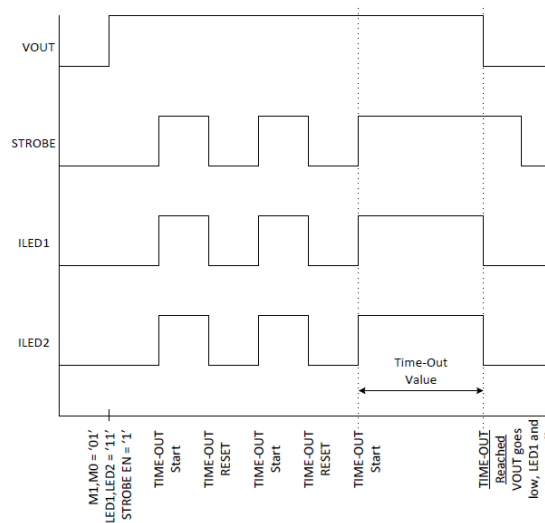 VOUT
STROBE
ILED1
ILED2
Time-Out
Value
M1,M0 = ‘01’
LED1,LED2 = ‘11’
STROBE EN = ‘1’
TIME-OUT
Start
TIME-OUT
RESET
TIME-OUT
Start
TIME-OUT
RESET
TIME-OUT
Start
TIME-OUT
Reached
VOUT goes
low, LED1 and